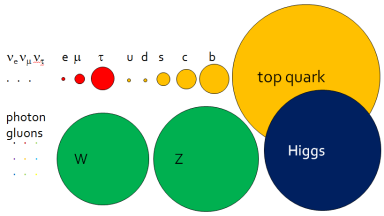 νe νμ ντ e μ τ u d s c b
top quark
photon
gluons
W Z Higgs